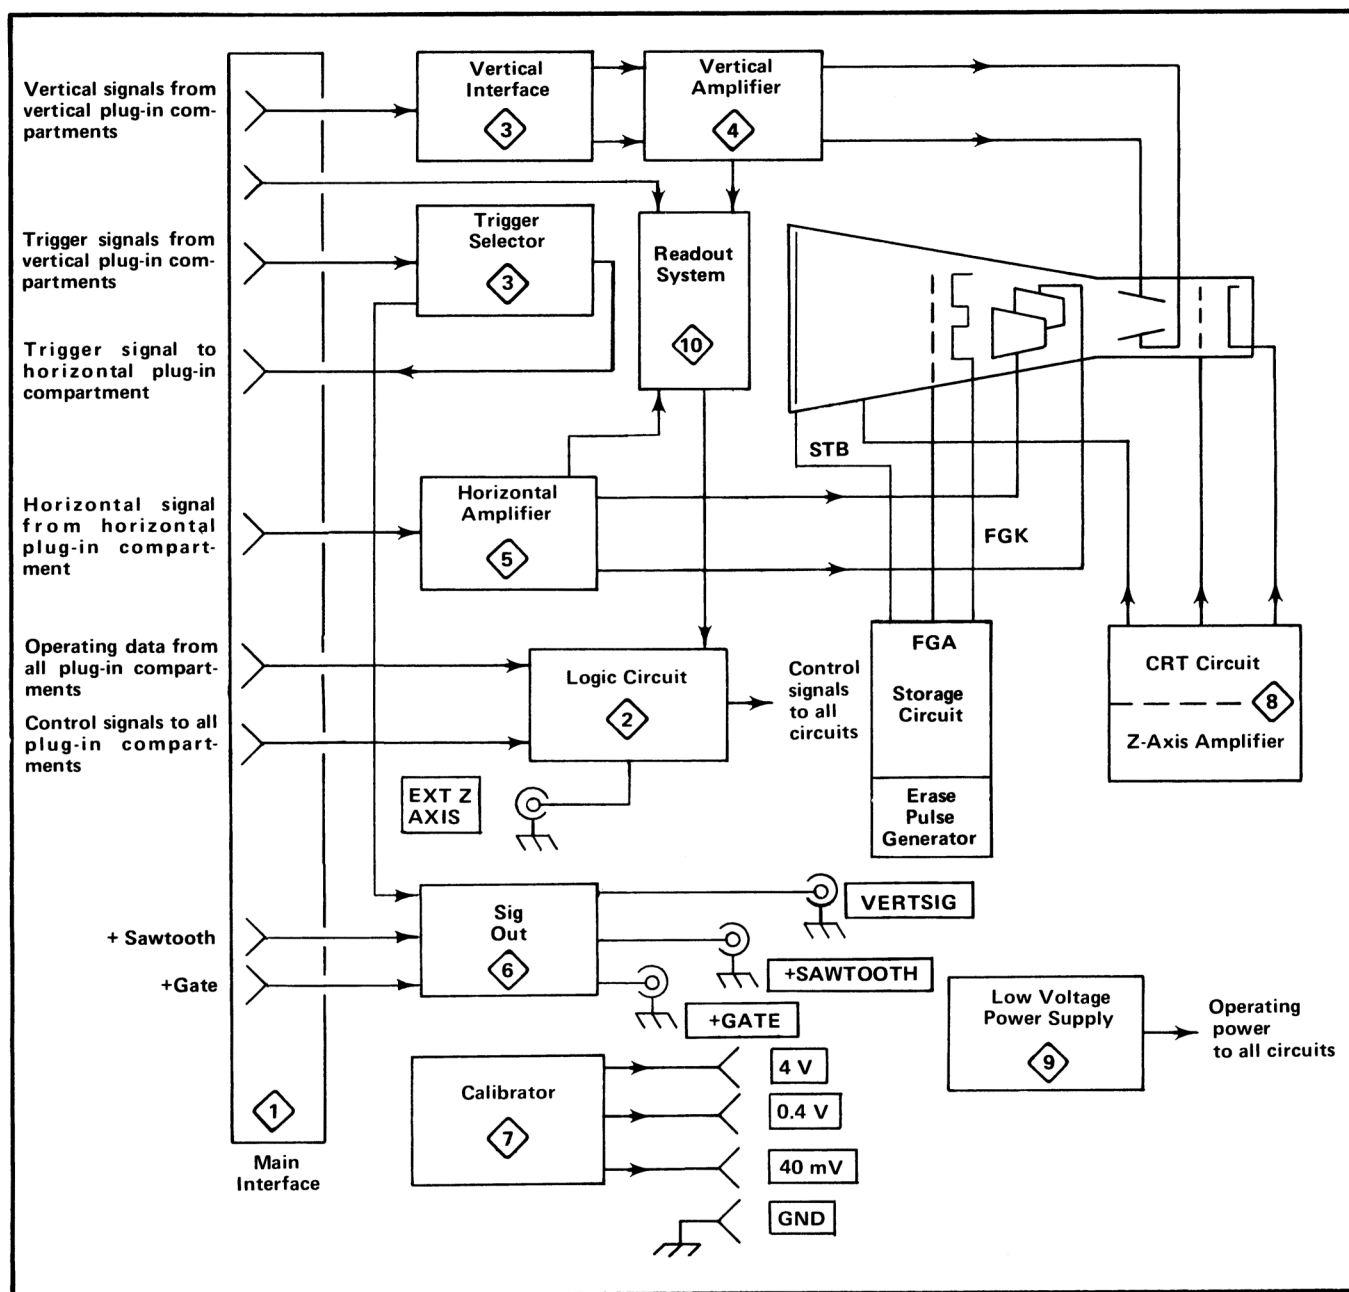 Vertical signals from
vertical plug-in com-
partments
Vertical
Interface
3
Vertical
Amplifier
4
Trigger signals from
vertical plug-in com-
partments
Trigger
Selector
3
Readout
System
10
Trigger signal to
horizontal plug-in
compartment
STB
Horizontal signal
from horizontal
plug-in compart-
ment
Horizontal
Amplifier
5
FGK
Operating data from
all plug-in compart-
ments
Control signals to all
plug-in compart-
ments
Logic Circuit
2
Control
signals
to all
circuits
FGA
Storage
Circuit
Erase
Pulse
Generator
CRT Circuit
8
Z-Axis Amplifier
EXT Z
AXIS
+ Sawtooth
+Gate
Sig
Out
6
VERTSIG
+SAWTOOTH
+GATE
Low Voltage
Power Supply
9
Operating
power
to all circuits
Calibrator
7
4 V
0.4 V
40 mV
GND
1
Main
Interface